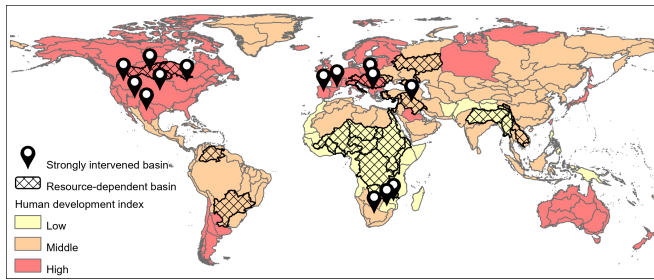 Strongly intervened basin
Resource-dependent basin
Human development index
Low
Middle
High